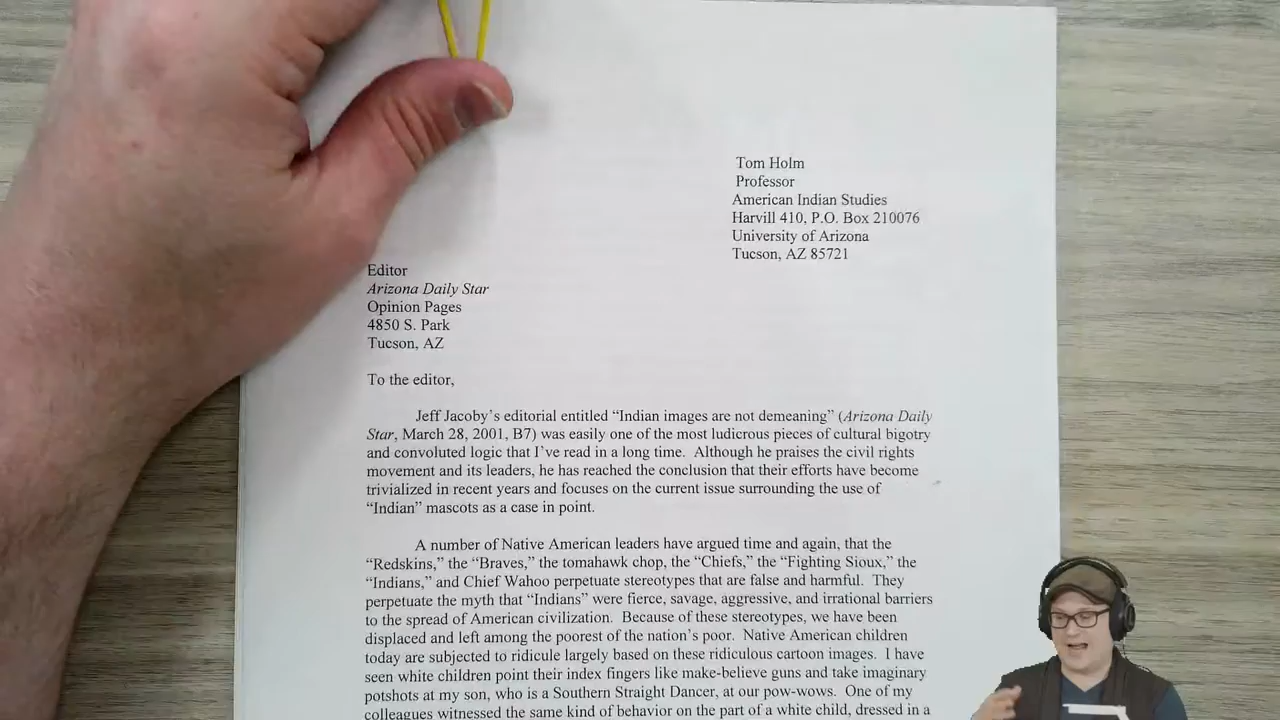 Tom Holm
Professor
American Indian Studies
Harvill 410, P.O. Box 210076
University of Arizona
Tucson, AZ 85721
Editor
Arizona Daily Star
Opinion Pages
4850 S. Park
Tucson, AZ
To the editor,
Jeff Jacoby's editorial entitled “Indian images are not demeaning” (Arizona Daily
Star, March 28, 2001, B7) was easily one of the most ludicrous pieces of cultural bigotry
and convoluted logic that I've read in a long time.  Although he praises the civil rights
movement and its leaders, he has reached the conclusion that their efforts have become
trivialized in recent years and focuses on the current issue surrounding the use of
“Indian” mascots as a case in point.
A number of Native American leaders have argued time and again, that the
“Redskins,” the “Braves,” the tomahawk chop, the “Chiefs,” the “Fighting Sioux,” the
“Indians,” and Chief Wahoo perpetuate stereotypes that are false and harmful.  They
perpetuate the myth that “Indians” were fierce, savage, aggressive, and irrational barriers
to the spread of American civilization.  Because of these stereotypes, we have been
displaced and left among the poorest of the nation's poor.  Native American children
today are subjected to ridicule largely based on these ridiculous cartoon images.  I have
seen white children point their index fingers like make-believe guns and take imaginary
potshots at my son, who is a Southern Straight Dancer, at our pow-wows.  One of my
colleagues witnessed the same kind of behavior on the part of a white child, dressed in a